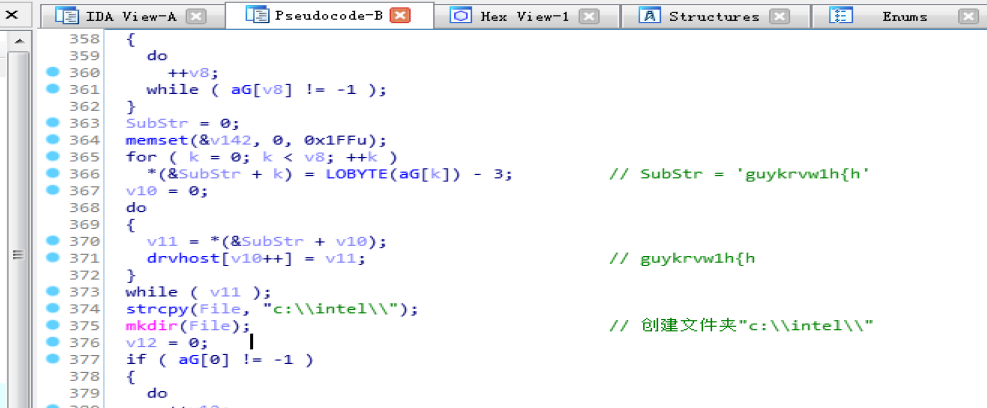 IDA View-A Pseudocode-B Hex View-1 Structures Enums
358 {
359 do
360 ++v8;
361 while ( aG[v8] != -1 );
362 }
363 SubStr = 0;
364 memset(&v142, 0, 0x1FFu);
365 for ( k = 0; k < v8; ++k )
366 *(&SubStr + k) = LOBYTE(aG[k]) - 3; // SubStr = 'guykrvw1h{h'
367 v10 = 0;
368 do
369 {
370 v11 = *(&SubStr + v10);
371 drvhost[v10++] = v11; // guykrvw1h{h
372 }
373 while ( v11 );
374 strcpy(File, "c:\\intel\\");
375 mkdir(File); // 创建文件夹"c:\\intel\\"
376 v12 = 0;
377 if ( aG[0] != -1 )
378 {
379 do